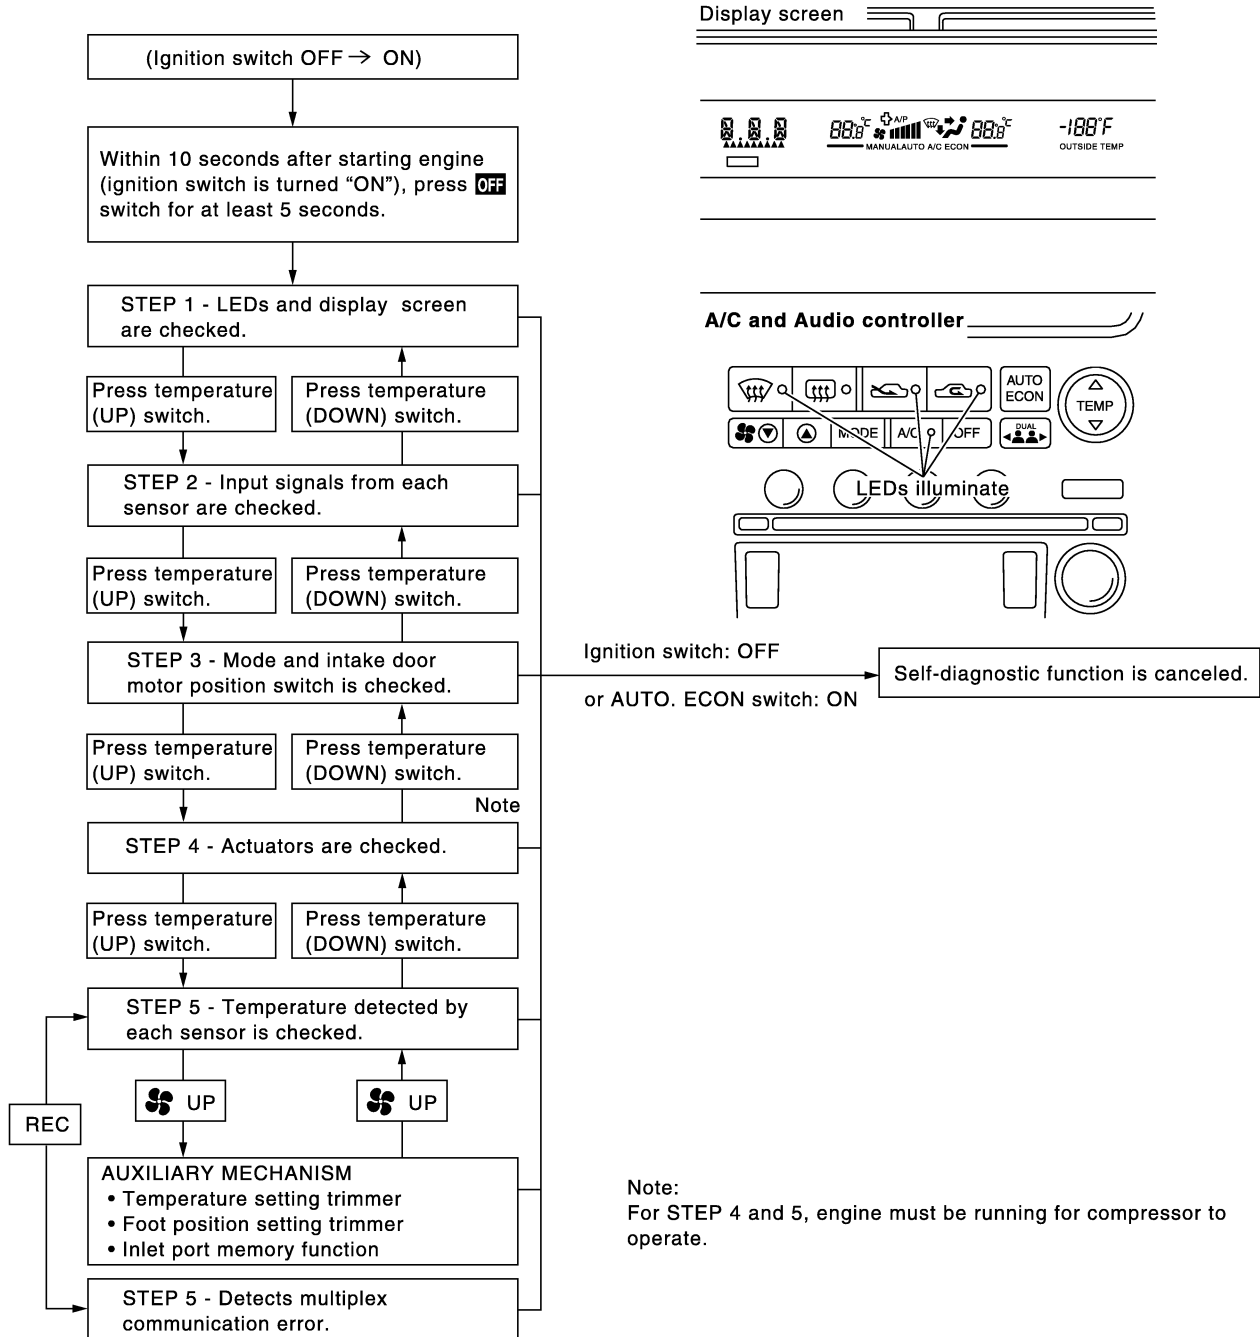 (Ignition switch OFF → ON)
Within 10 seconds after starting engine
(ignition switch is turned “ON”), press OFF
switch for at least 5 seconds.
STEP 1 - LEDs and display screen
are checked.
Press temperature
(UP) switch.
Press temperature
(DOWN) switch.
STEP 2 - Input signals from each
sensor are checked.
Press temperature
(UP) switch.
Press temperature
(DOWN) switch.
STEP 3 - Mode and intake door
motor position switch is checked.
Press temperature
(UP) switch.
Press temperature
(DOWN) switch.
Note
STEP 4 - Actuators are checked.
Press temperature
(UP) switch.
Press temperature
(DOWN) switch.
STEP 5 - Temperature detected by
each sensor is checked.
UP
UP
REC
AUXILIARY MECHANISM
• Temperature setting trimmer
• Foot position setting trimmer
• Inlet port memory function
STEP 5 - Detects multiplex
communication error.
Ignition switch: OFF
or AUTO. ECON switch: ON
Self-diagnostic function is canceled.
Display screen
8.8.8
88.8°C
A/P
88.8°C
-188°F
MANUAL AUTO A/C ECON
OUTSIDE TEMP
A/C and Audio controller
AUTO
ECON
TEMP
MODE
A/C
OFF
DUAL
LEDs illuminate
Note:
For STEP 4 and 5, engine must be running for compressor to
operate.